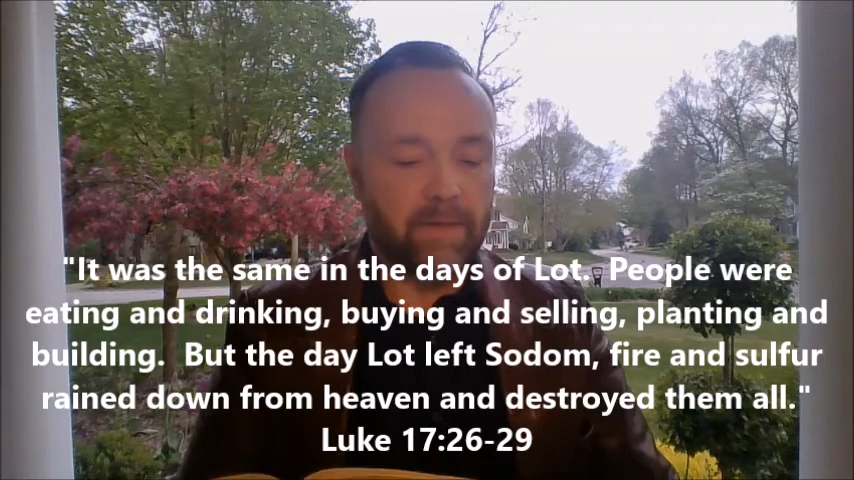 "It was the same in the days of Lot.  People were
eating and drinking, buying and selling, planting and
building.  But the day Lot left Sodom, fire and sulfur
rained down from heaven and destroyed them all."
Luke 17:26-29